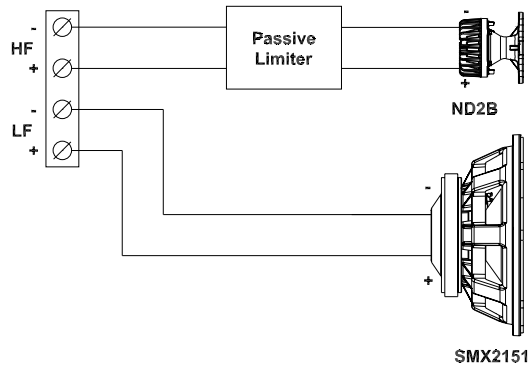 -
HF
+
-
LF
+
Passive
Limiter
-
+
ND2B
-
+
SMX2151